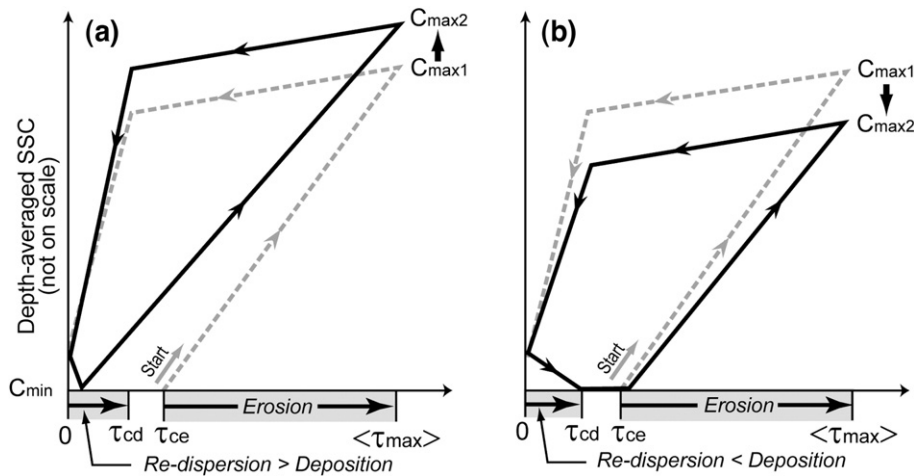 (a)
Cmax2
Cmax1
Depth-averaged SSC
(not on scale)
Start
Cmin
0
τcd
τce
Erosion
<τmax>
Re-dispersion > Deposition
(b)
Cmax1
Cmax2
Start
0
τcd
τce
Erosion
<τmax>
Re-dispersion < Deposition